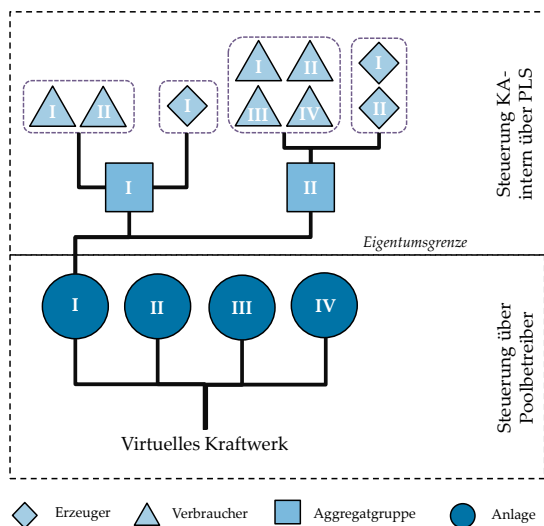 I II I
I II
III IV
I
II
I
II
Steuerung KA-
intern über PLS
Eigentumsgrenze
I II III IV
Virtuelles Kraftwerk
Steuerung über
Poolbetreiber
Erzeuger Verbraucher Aggregatgruppe Anlage